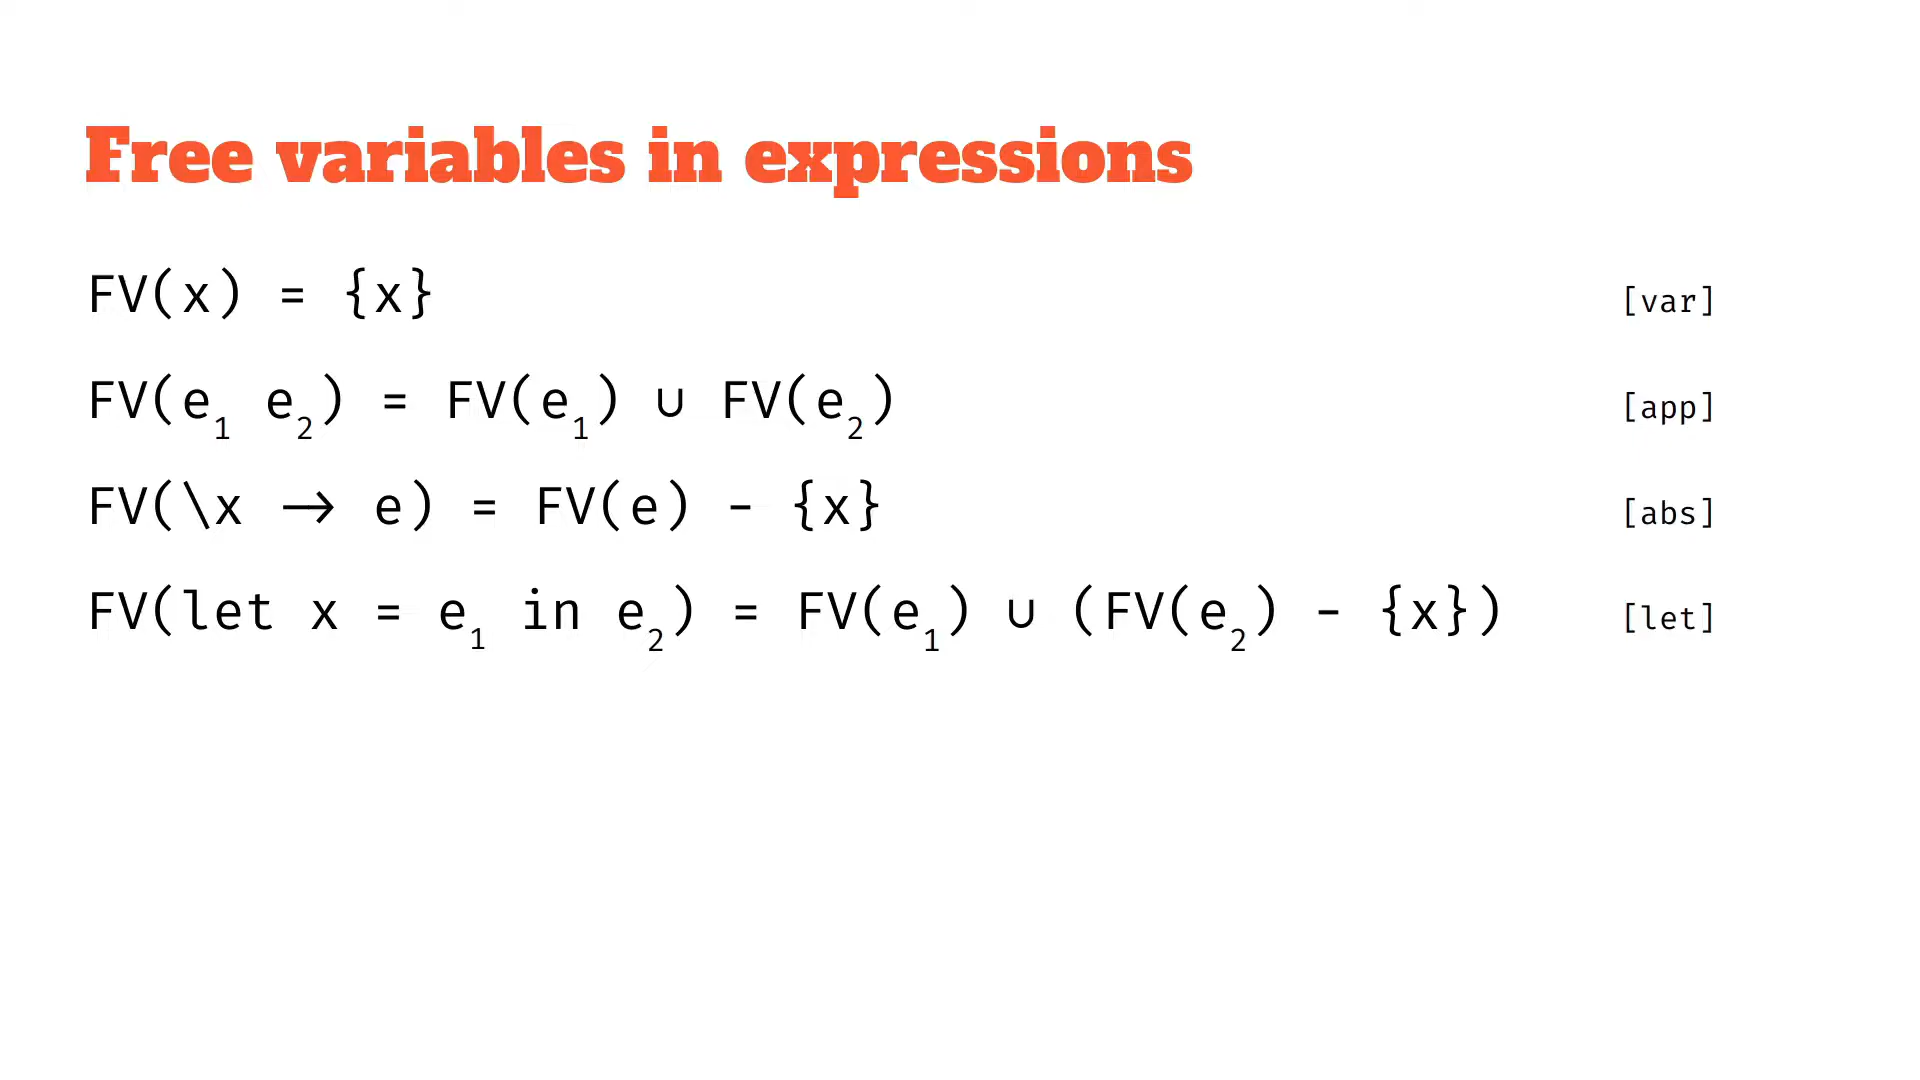 Free variables in expressions
FV(x) = {x} [var]
FV(e₁ e₂) = FV(e₁) ∪ FV(e₂) [app]
FV(\x → e) = FV(e) - {x} [abs]
FV(let x = e₁ in e₂) = FV(e₁) ∪ (FV(e₂) - {x}) [let]